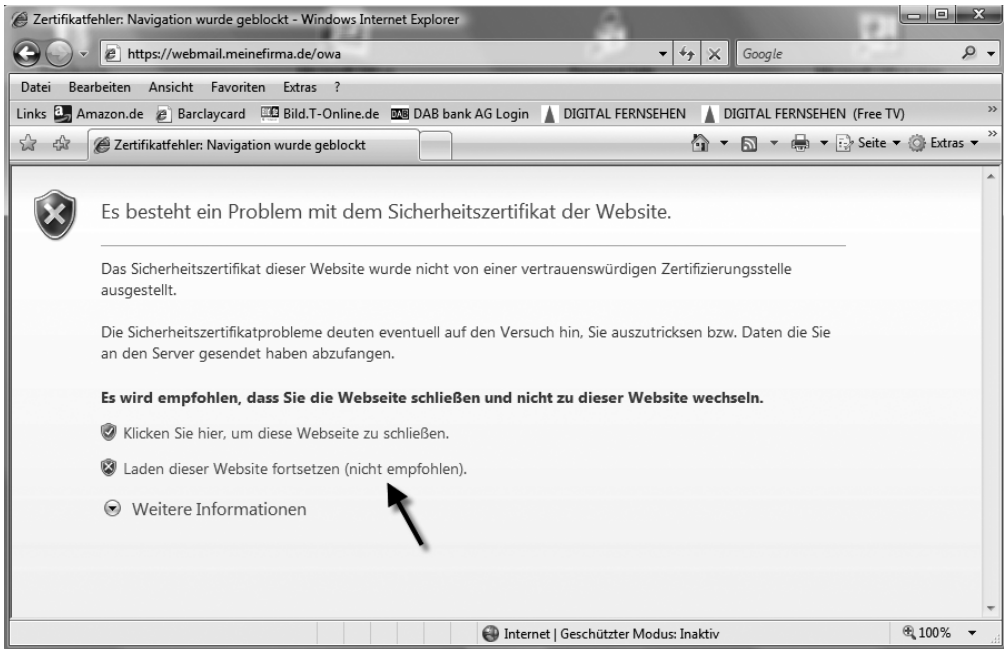 Zertifikatfehler: Navigation wurde geblockt - Windows Internet Explorer
https://webmail.meinefirma.de/owa
Google
Datei Bearbeiten Ansicht Favoriten Extras ?
Links Amazon.de Barclaycard Bild.T-Online.de DAB DAB bank AG Login DIGITAL FERNSEHEN DIGITAL FERNSEHEN (Free TV) »
Zertifikatfehler: Navigation wurde geblockt
Seite Extras »
Es besteht ein Problem mit dem Sicherheitszertifikat der Website.
Das Sicherheitszertifikat dieser Website wurde nicht von einer vertrauenswürdigen Zertifizierungsstelle
ausgestellt.
Die Sicherheitszertifikatprobleme deuten eventuell auf den Versuch hin, Sie auszutricksen bzw. Daten die Sie
an den Server gesendet haben abzufangen.
Es wird empfohlen, dass Sie die Webseite schließen und nicht zu dieser Website wechseln.
Klicken Sie hier, um diese Webseite zu schließen.
Laden dieser Website fortsetzen (nicht empfohlen).
Weitere Informationen
Internet | Geschützter Modus: Inaktiv
100%